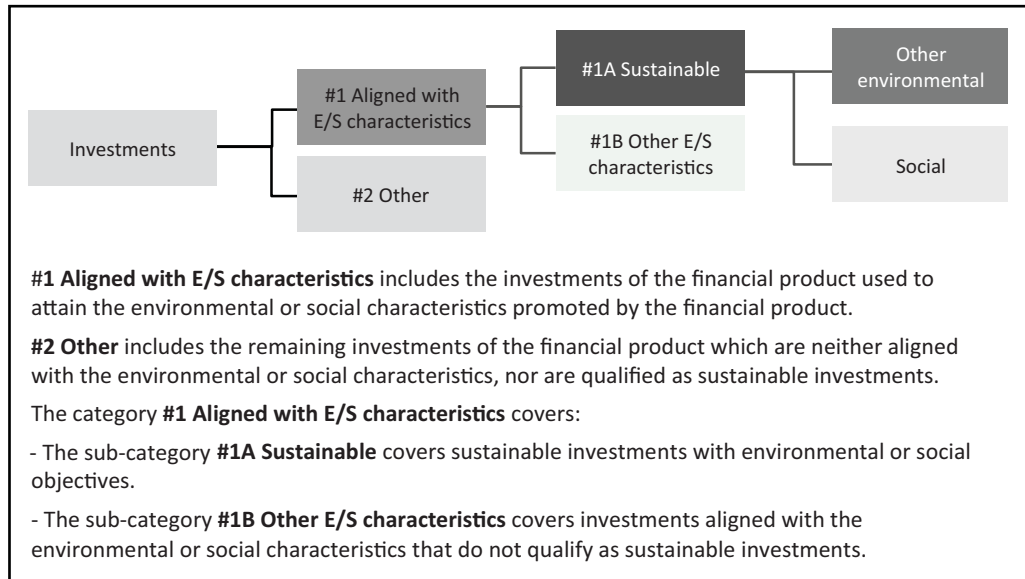 Investments
#1 Aligned with
E/S characteristics
#2 Other
#1A Sustainable
#1B Other E/S
characteristics
Other
environmental
Social
#1 Aligned with E/S characteristics includes the investments of the financial product used to
attain the environmental or social characteristics promoted by the financial product.
#2 Other includes the remaining investments of the financial product which are neither aligned
with the environmental or social characteristics, nor are qualified as sustainable investments.
The category #1 Aligned with E/S characteristics covers:
- The sub-category #1A Sustainable covers sustainable investments with environmental or social
objectives.
- The sub-category #1B Other E/S characteristics covers investments aligned with the
environmental or social characteristics that do not qualify as sustainable investments.